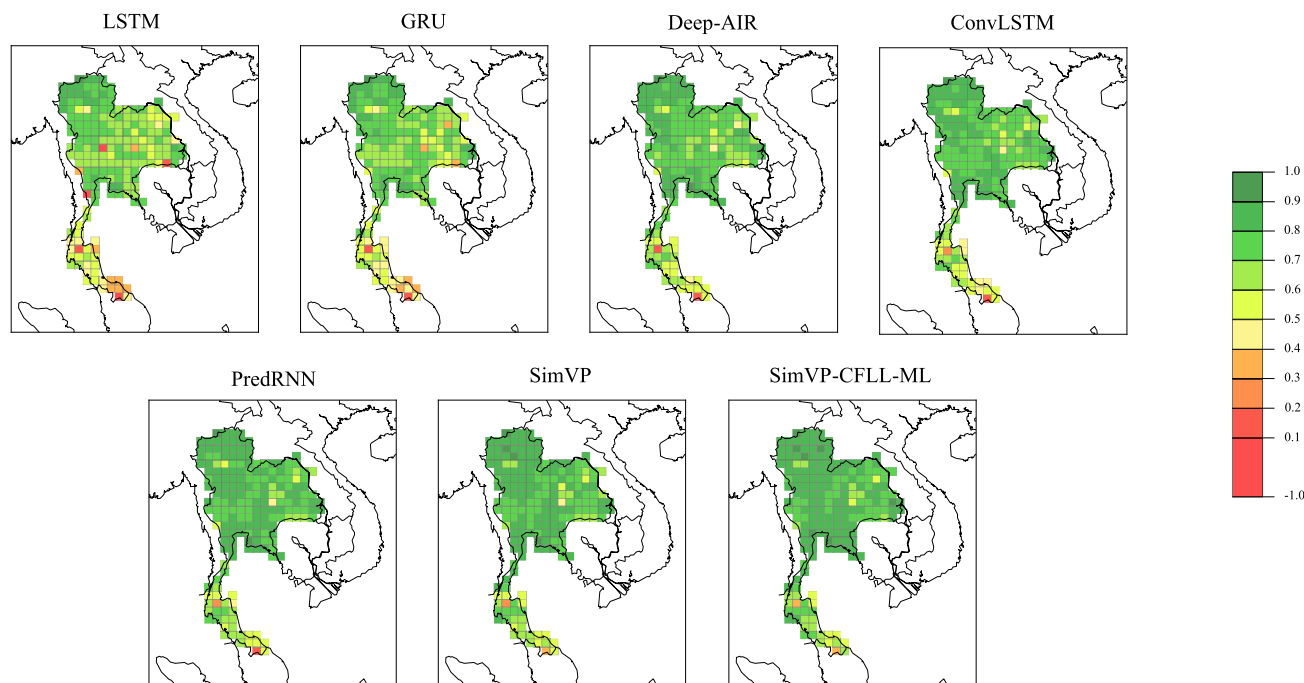 LSTM
GRU
Deep-AIR
ConvLSTM
1.0
0.9
0.8
0.7
0.6
0.5
0.4
0.3
0.2
0.1
-1.0
PredRNN
SimVP
SimVP-CFLL-ML